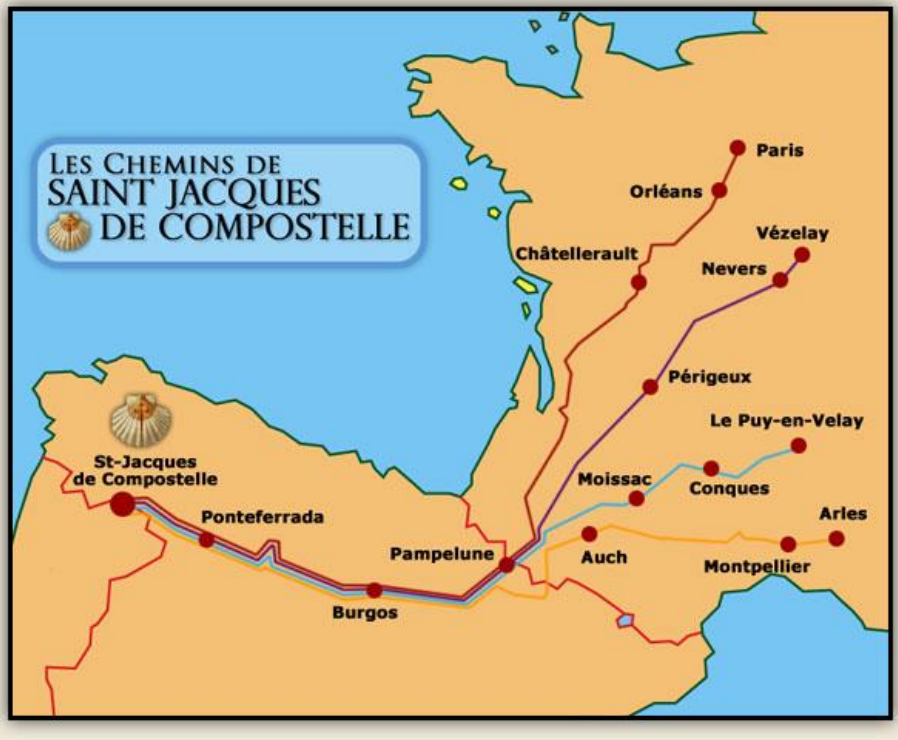 Les Chemins de
Saint Jacques
de Compostelle
Paris
Orléans
Vézelay
Châtellerault
Nevers
Périgeux
Le Puy-en-Velay
St-Jacques
de Compostelle
Moissac
Conques
Ponteferrada
Arles
Pampelune
Auch
Montpellier
Burgos